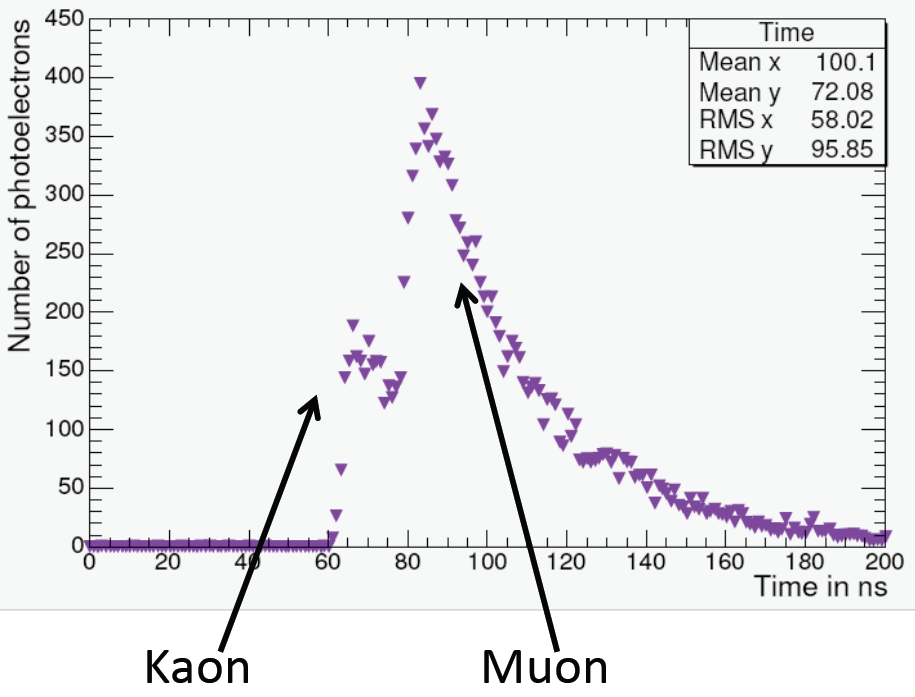 Number of photoelectrons
450
400
350
300
250
200
150
100
50
0
Time
Mean x 100.1
Mean y 72.08
RMS x 58.02
RMS y 95.85
0 20 40 60 80 100 120 140 160 180 200
Time in ns
Kaon Muon